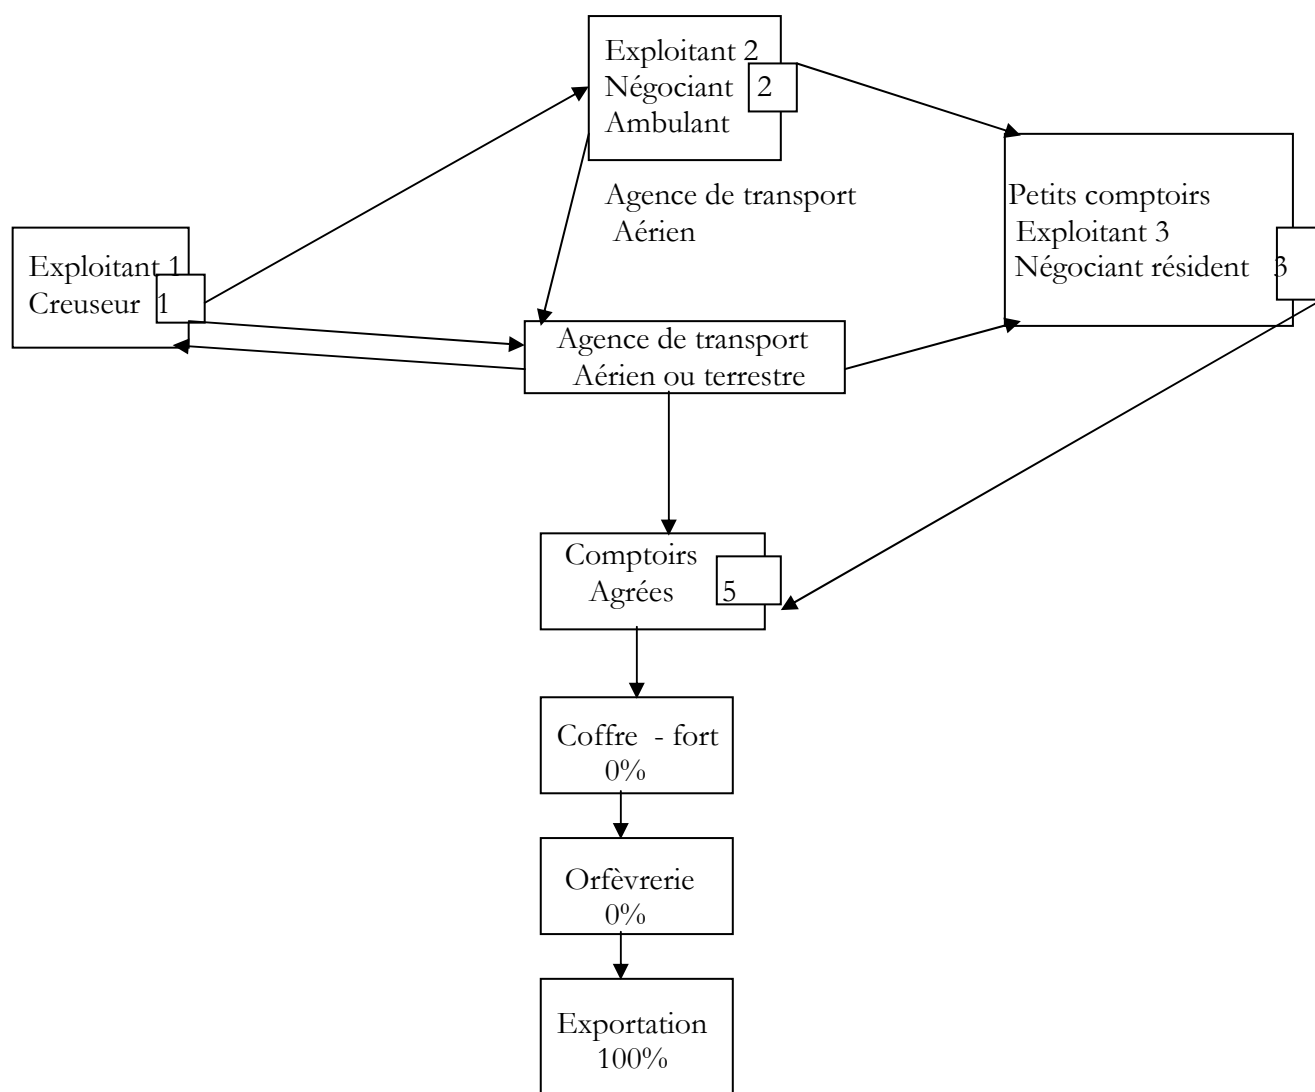 Exploitant 2
Négociant 2
Ambulant
Agence de transport
Aérien
Petits comptoirs
Exploitant 3
Négociant résident 3
Exploitant 1
Creuseur 1
Agence de transport
Aérien ou terrestre
Comptoirs
Agrées 5
Coffre - fort
0%
Orfèvrerie
0%
Exportation
100%